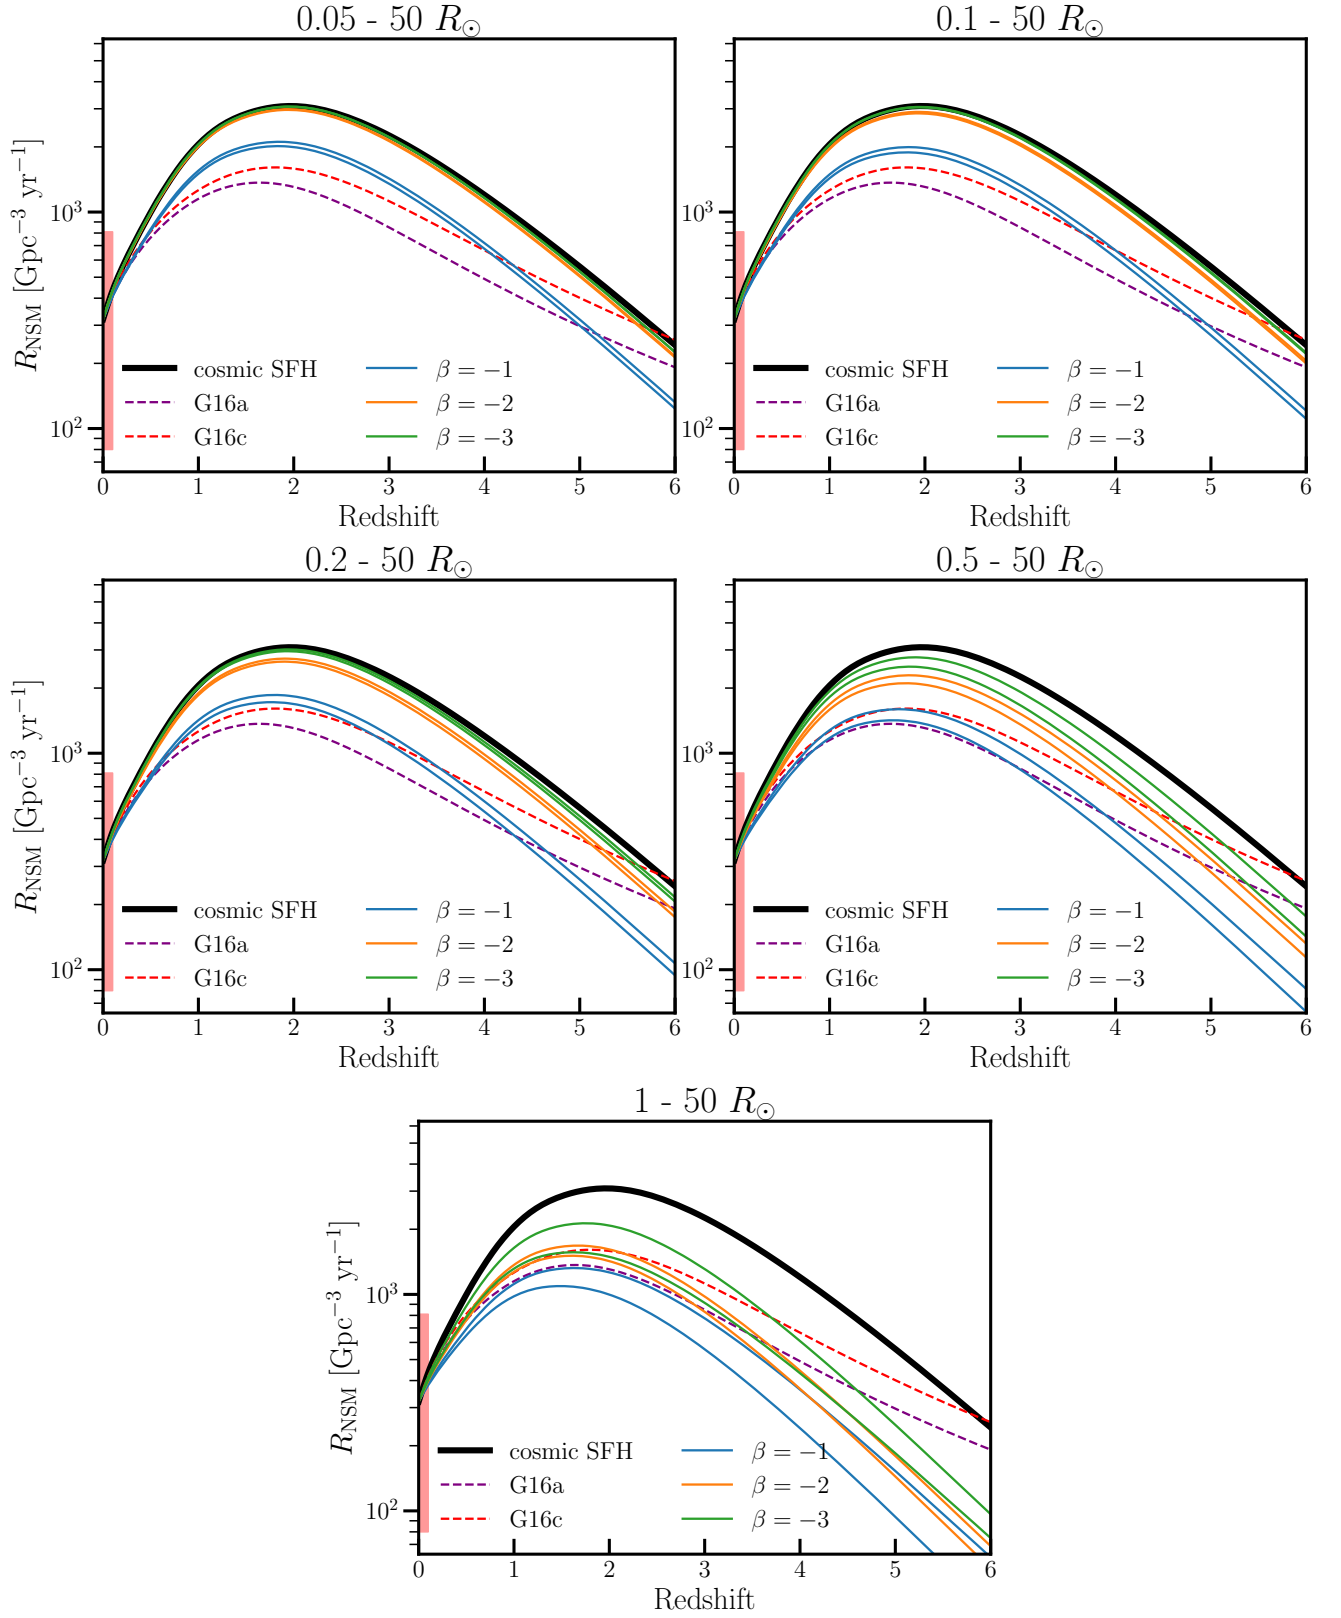 0.05 - 50 R⊙
R_NSM [Gpc⁻³ yr⁻¹]
10³
10²
cosmic SFH
G16a
G16c
β = −1
β = −2
β = −3
0 1 2 3 4 5 6
Redshift
0.1 - 50 R⊙
10³
10²
cosmic SFH
G16a
G16c
β = −1
β = −2
β = −3
0 1 2 3 4 5 6
Redshift
0.2 - 50 R⊙
R_NSM [Gpc⁻³ yr⁻¹]
10³
10²
cosmic SFH
G16a
G16c
β = −1
β = −2
β = −3
0 1 2 3 4 5 6
Redshift
0.5 - 50 R⊙
10³
10²
cosmic SFH
G16a
G16c
β = −1
β = −2
β = −3
0 1 2 3 4 5 6
Redshift
1 - 50 R⊙
R_NSM [Gpc⁻³ yr⁻¹]
10³
10²
cosmic SFH
G16a
G16c
β = −1
β = −2
β = −3
0 1 2 3 4 5 6
Redshift